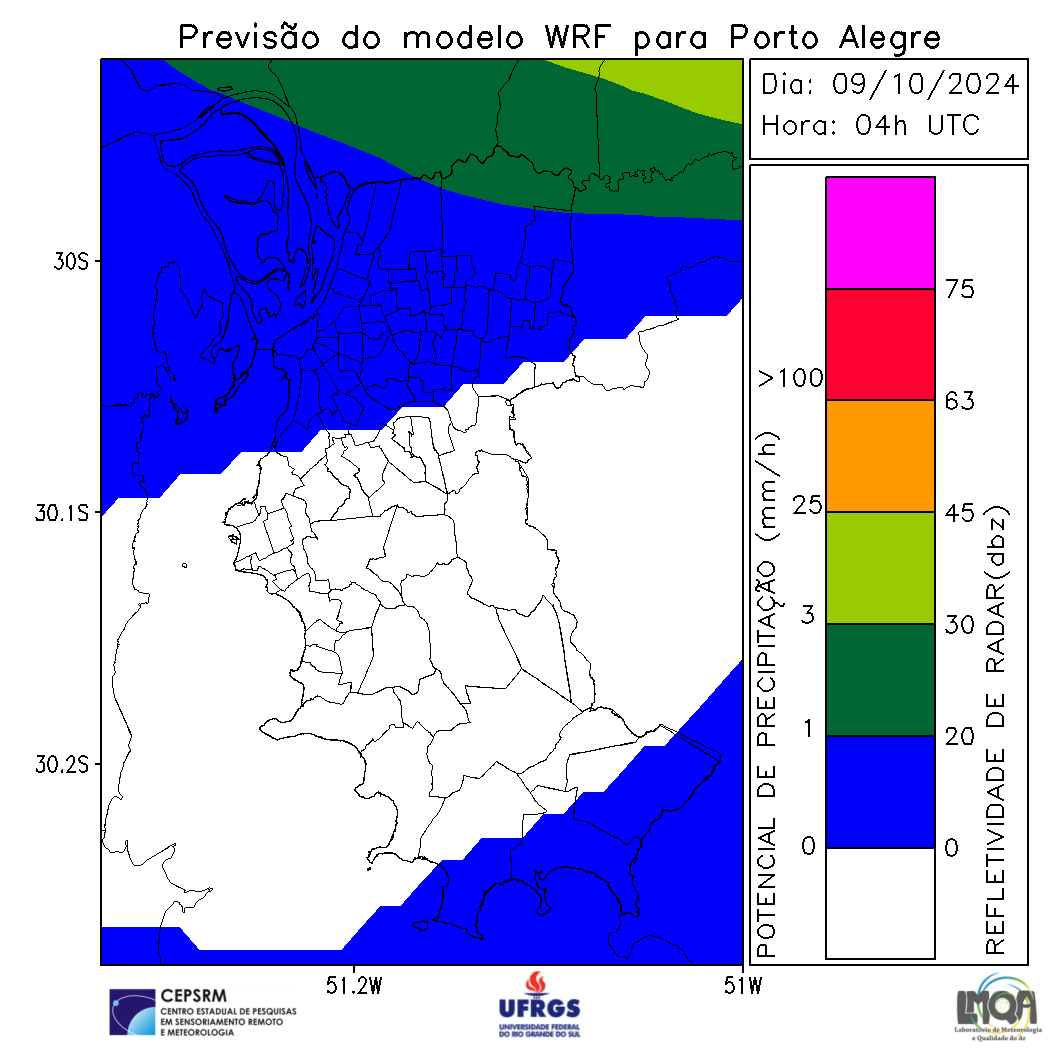 Previsão do modelo WRF para Porto Alegre
Dia: 09/10/2024
Hora: 04h UTC
30S
30.1S
30.2S
51.2W
51W
POTENCIAL DE PRECIPITAÇÃO (mm/h)
>100
25
3
1
0
75
63
45
30
20
0
REFLETIVIDADE DE RADAR(dbz)
CEPSRM
CENTRO ESTADUAL DE PESQUISAS
EM SENSORIAMENTO REMOTO
E METEOROLOGIA
UFRGS
UNIVERSIDADE FEDERAL
DO RIO GRANDE DO SUL
LMQA
Laboratório de Meteorologia
e Qualidade do Ar